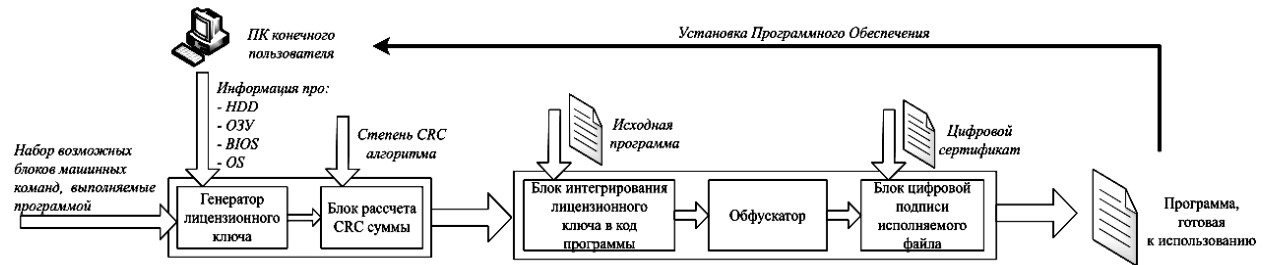 ПК конечного
пользователя
Установка Программного Обеспечения
Информация про:
- HDD
- ОЗУ
- BIOS
- OS
Степень CRC
алгоритма
Исходная
программа
Цифровой
сертификат
Набор возможных
блоков машинных
команд, выполняемые
программой
Генератор
лицензионного
ключа
Блок рассчета
CRC суммы
Блок интегрирования
лицензионного
ключа в код
программы
Обфускатор
Блок цифровой
подписи
исполняемого
файла
Программа,
готовая
к использованию